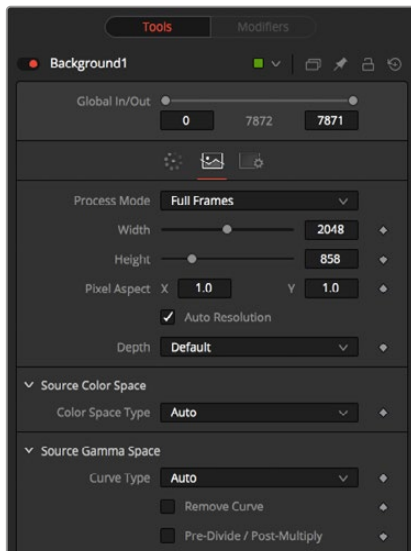 Tools Modifiers
Background1
Global In/Out
0 7872 7871
Process Mode Full Frames
Width 2048
Height 858
Pixel Aspect X 1.0 Y 1.0
Auto Resolution
Depth Default
Source Color Space
Color Space Type Auto
Source Gamma Space
Curve Type Auto
Remove Curve
Pre-Divide / Post-Multiply